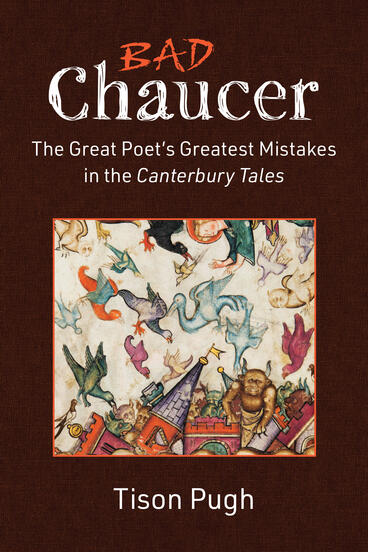 BAD
Chaucer
The Great Poet's Greatest Mistakes
in the Canterbury Tales
Tison Pugh